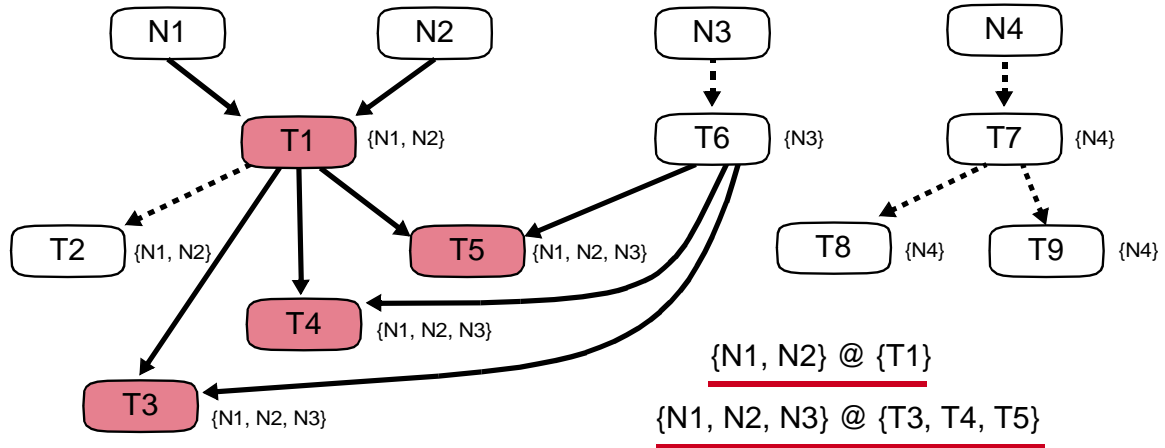 N1
N2
N3
N4
T1
{N1, N2}
T6
{N3}
T7
{N4}
T2
{N1, N2}
T5
{N1, N2, N3}
T8
{N4}
T9
{N4}
T4
{N1, N2, N3}
{N1, N2} @ {T1}
T3
{N1, N2, N3}
{N1, N2, N3} @ {T3, T4, T5}